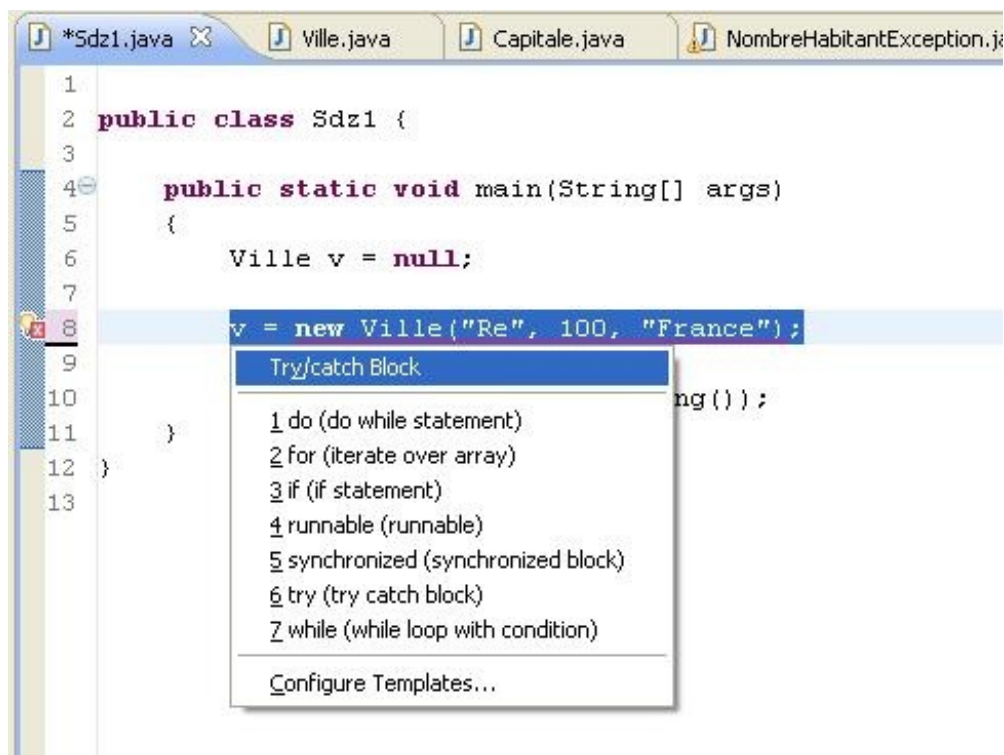 *Sdz1.java Ville.java Capitale.java NombreHabitantException.ja
1
2 public class Sdz1 {
3
4 public static void main(String[] args)
5 {
6 Ville v = null;
7
8 v = new Ville("Re", 100, "France");
9
Try/catch Block
10 ng());
1 do (do while statement)
11 }
2 for (iterate over array)
12 }
3 if (if statement)
13
4 runnable (runnable)
5 synchronized (synchronized block)
6 try (try catch block)
7 while (while loop with condition)
Configure Templates...